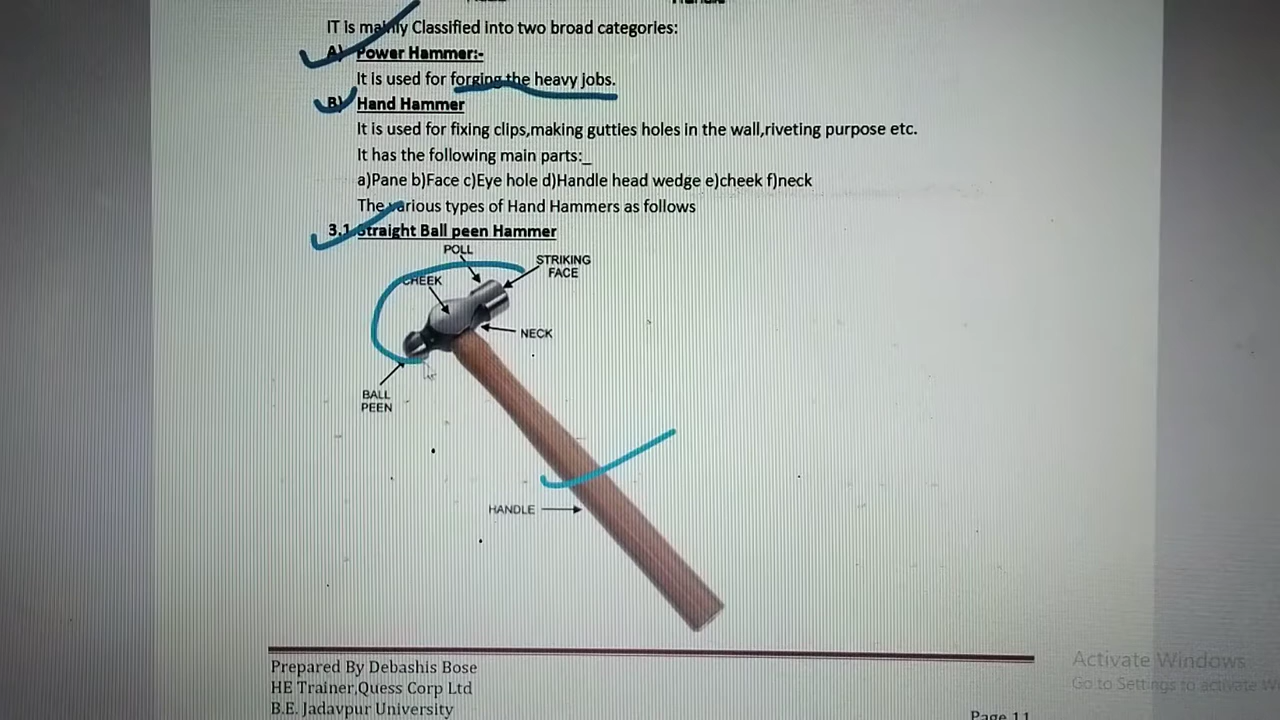 IT is mainly Classified into two broad categories:
A) Power Hammer:-
It is used for forging the heavy jobs.
B) Hand Hammer
It is used for fixing clips,making gutties holes in the wall,riveting purpose etc.
It has the following main parts:_
a)Pane b)Face c)Eye hole d)Handle head wedge e)cheek f)neck
The various types of Hand Hammers as follows
3.1 Straight Ball peen Hammer
POLL
STRIKING
FACE
CHEEK
NECK
BALL
PEEN
HANDLE
Prepared By Debashis Bose
HE Trainer,Quess Corp Ltd
B.E. Jadavpur University
Page 11
Activate Windows
Go to Settings to activate